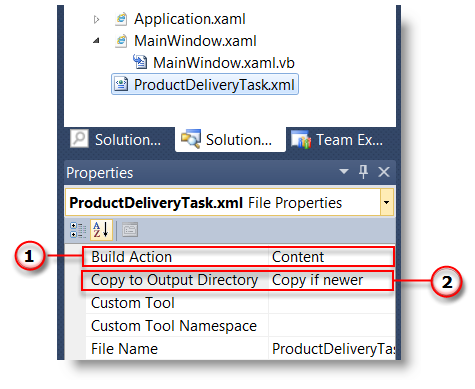 Application.xaml
MainWindow.xaml
MainWindow.xaml.vb
ProductDeliveryTask.xml
Solution... Solution... Team Ex...
Properties
ProductDeliveryTask.xml File Properties
1 Build Action Content
Copy to Output Directory Copy if newer 2
Custom Tool
Custom Tool Namespace
File Name ProductDeliveryTas